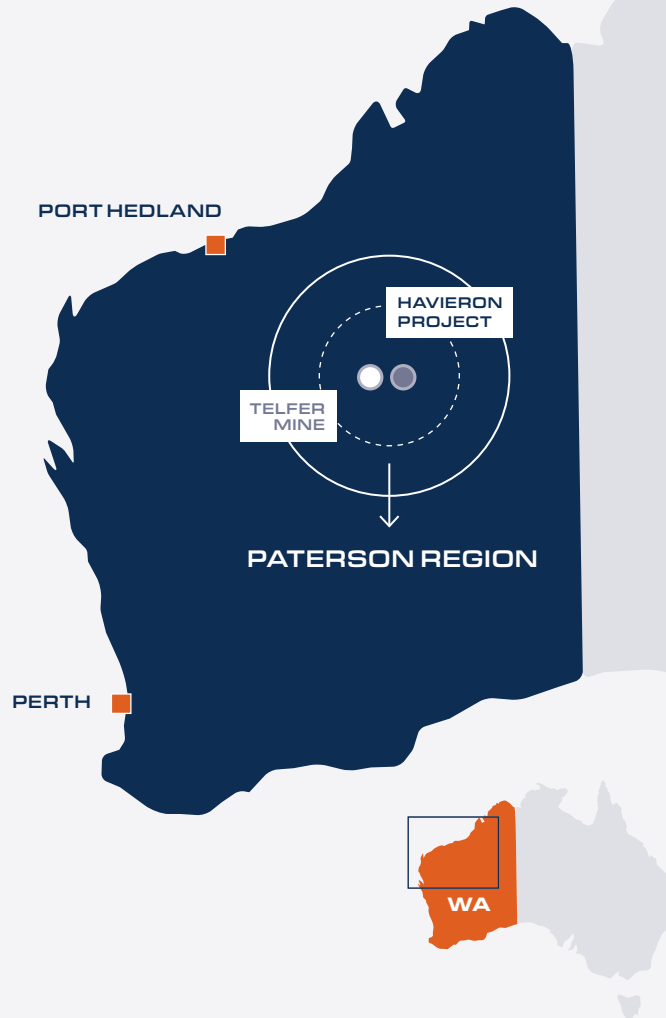 PORT HEDLAND
HAVIERON
PROJECT
TELFER
MINE
PATERSON REGION
PERTH
WA